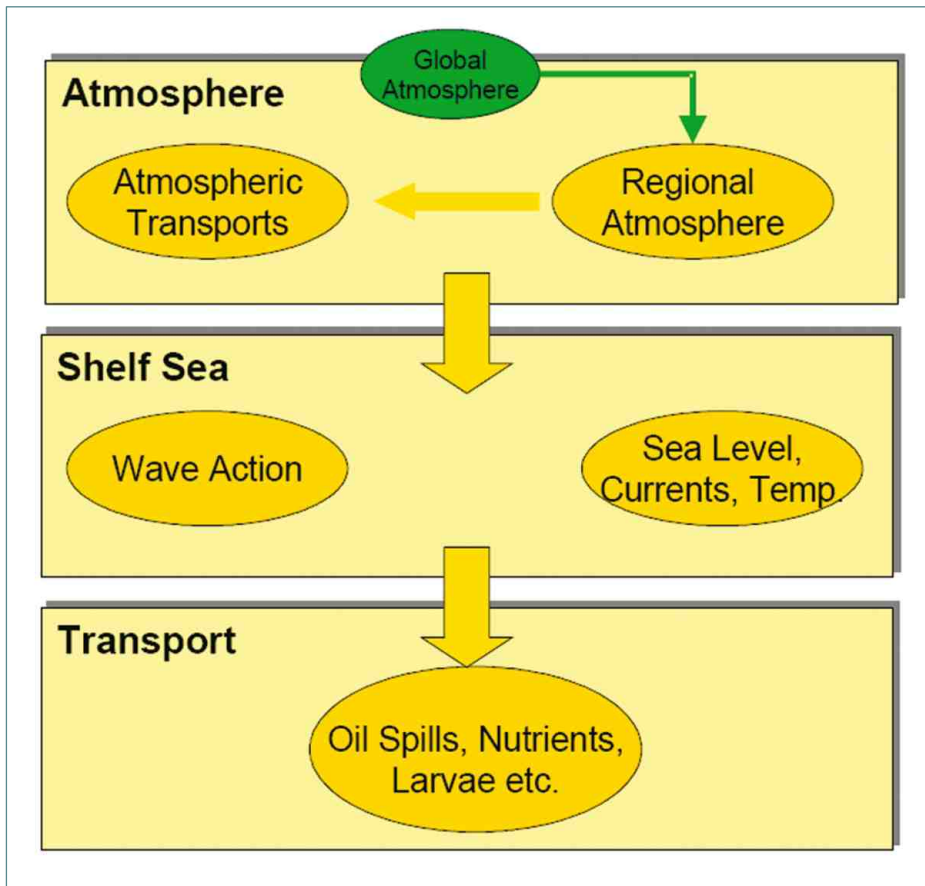 Global
Atmosphere
Atmosphere
Atmospheric
Transports
Regional
Atmosphere
Shelf Sea
Wave Action
Sea Level,
Currents, Temp.
Transport
Oil Spills, Nutrients,
Larvae etc.